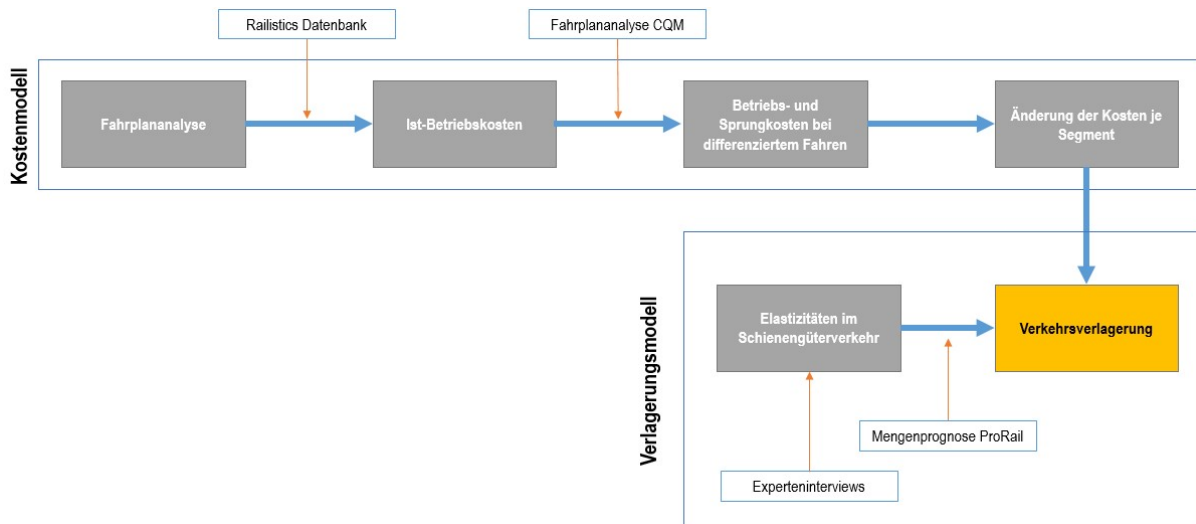 Railistics Datenbank
Fahrplananalyse CQM
Kostenmodell
Fahrplananalyse
Ist-Betriebskosten
Betriebs- und
Sprungkosten bei
differenziertem Fahren
Änderung der Kosten je
Segment
Verlagerungsmodell
Elastizitäten im
Schienengüterverkehr
Verkehrsverlagerung
Mengenprognose ProRail
Experteninterviews